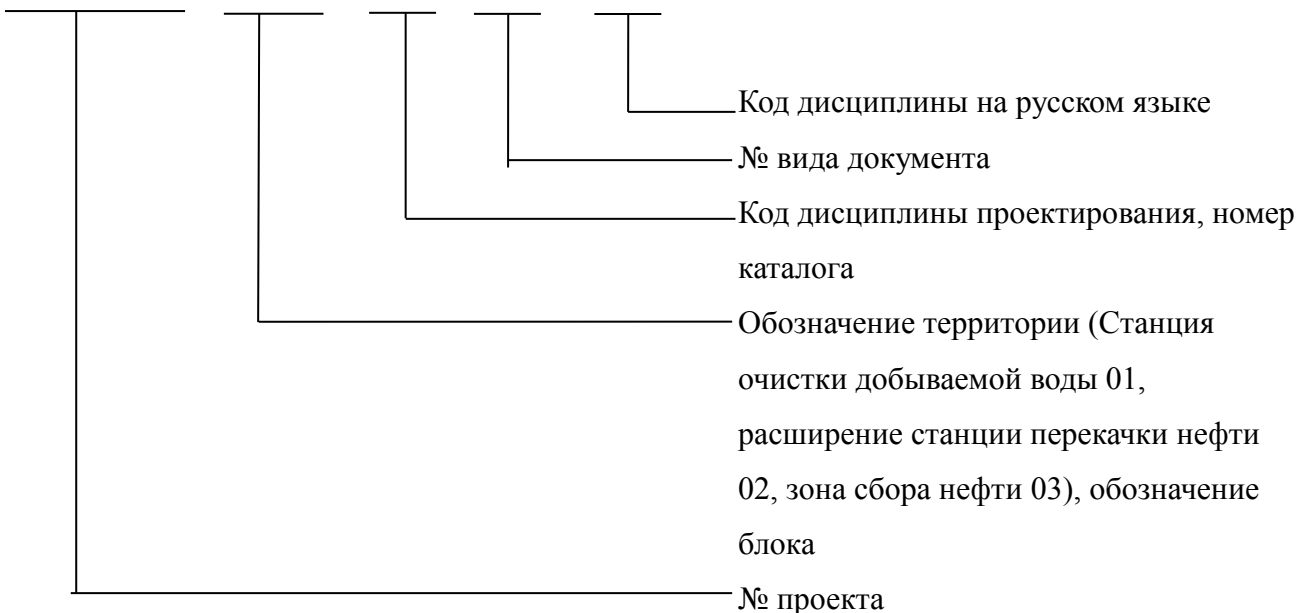 Код дисциплины на русском языке
№ вида документа
Код дисциплины проектирования, номер
каталога
Обозначение территории (Станция
очистки добываемой воды 01,
расширение станции перекачки нефти
02, зона сбора нефти 03), обозначение
блока
№ проекта